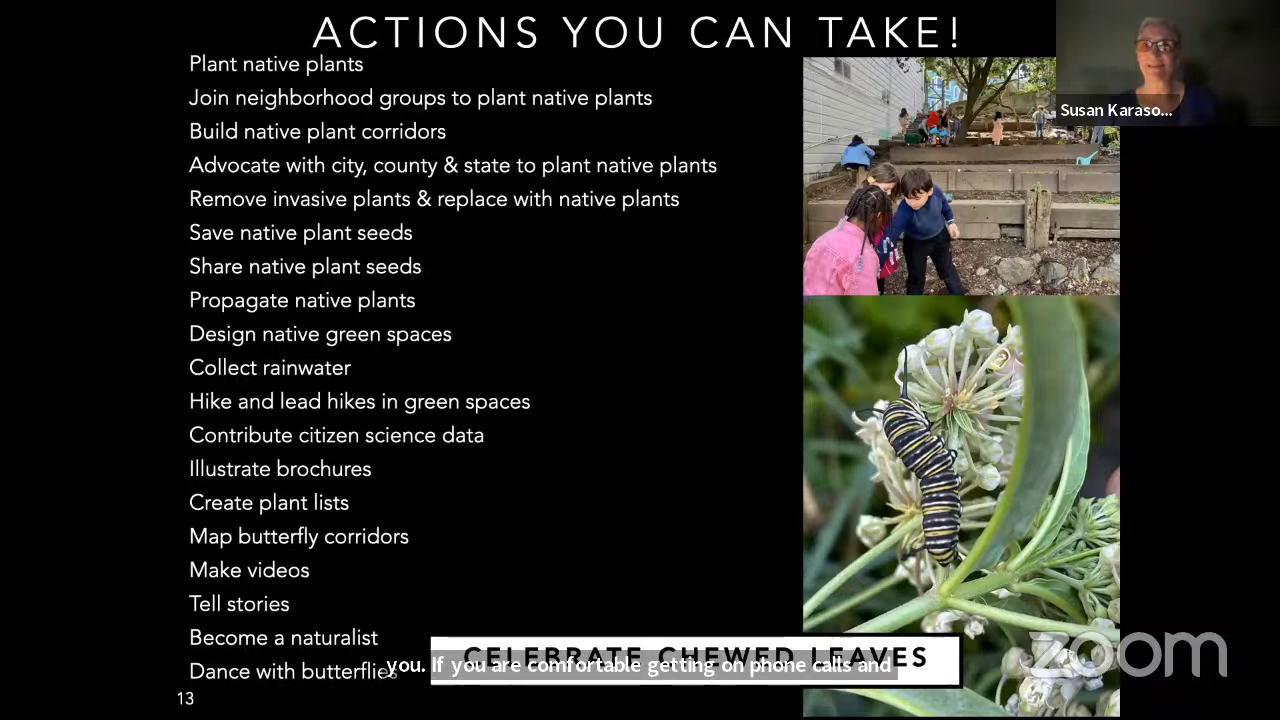 ACTIONS YOU CAN TAKE!
Plant native plants
Join neighborhood groups to plant native plants
Build native plant corridors
Advocate with city, county & state to plant native plants
Remove invasive plants & replace with native plants
Save native plant seeds
Share native plant seeds
Propagate native plants
Design native green spaces
Collect rainwater
Hike and lead hikes in green spaces
Contribute citizen science data
Illustrate brochures
Create plant lists
Map butterfly corridors
Make videos
Tell stories
Become a naturalist
Dance with butterflies
13
CELEBRATE CHEWED LEAVES
you. If you are comfortable getting on phone calls and
Susan Karaso...
zoom